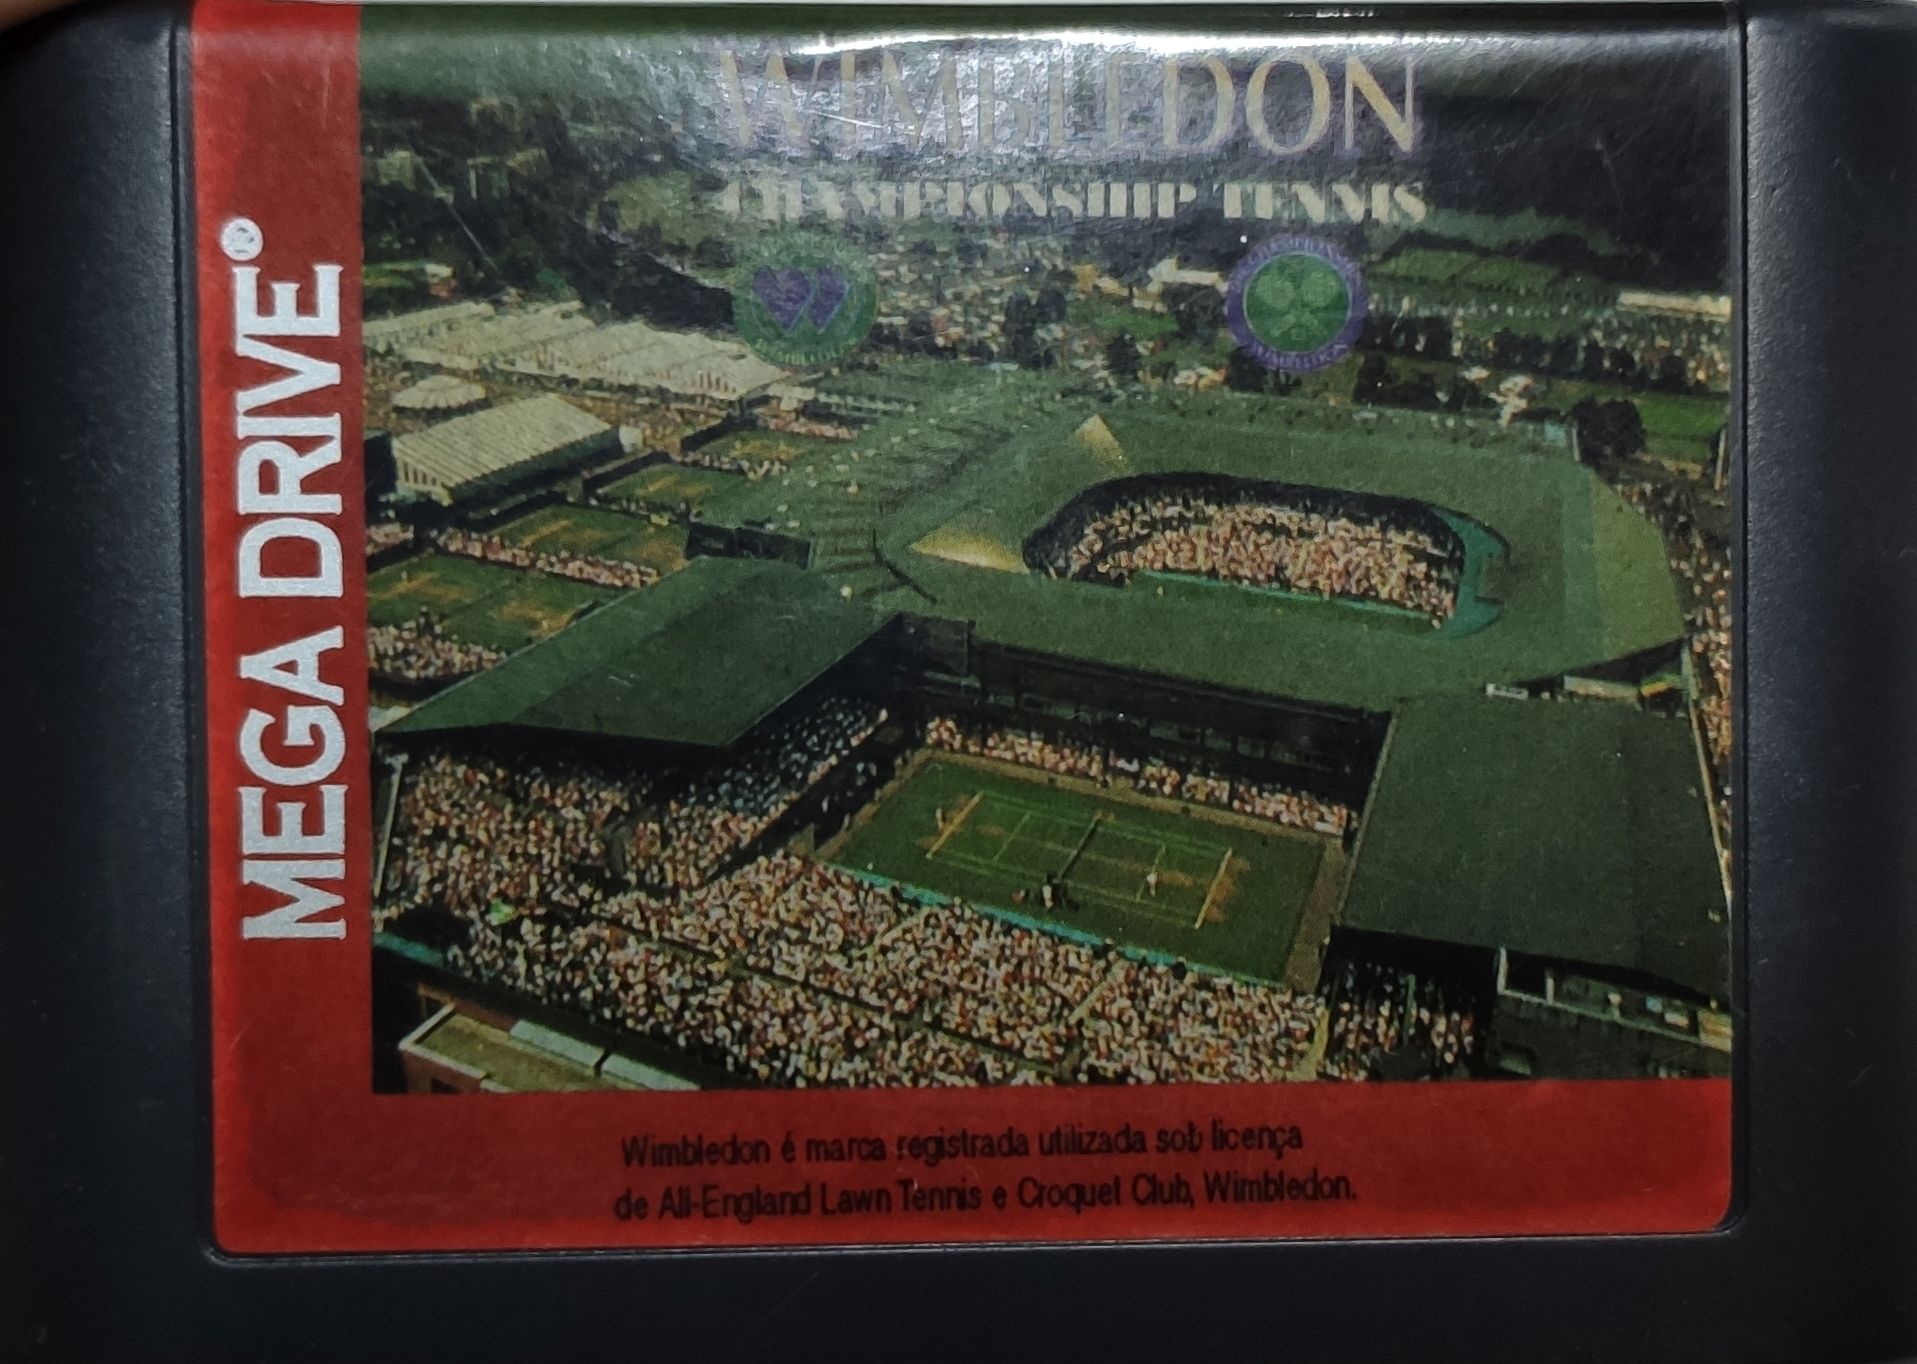 WIMBLEDON
CHAMPIONSHIP TENNIS
MEGA DRIVE®
Wimbledon é marca registrada utilizada sob licença
de All-England Lawn Tennis e Croquet Club, Wimbledon.